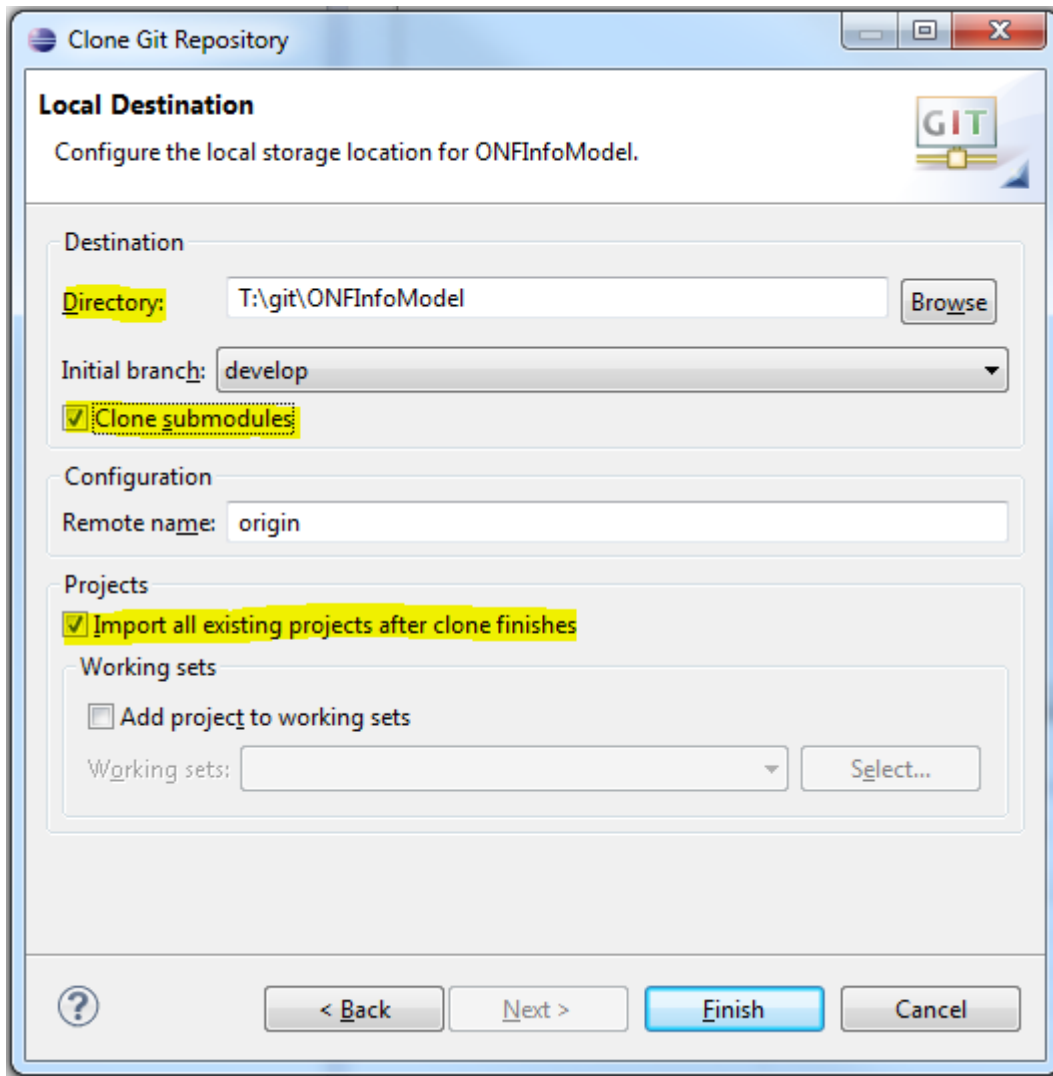 Clone Git Repository
Local Destination
GIT
Configure the local storage location for ONFInfoModel.
Destination
Directory: T:\git\ONFInfoModel Browse
Initial branch: develop
Clone submodules
Configuration
Remote name: origin
Projects
Import all existing projects after clone finishes
Working sets
Add project to working sets
Working sets: Select...
? < Back Next > Finish Cancel